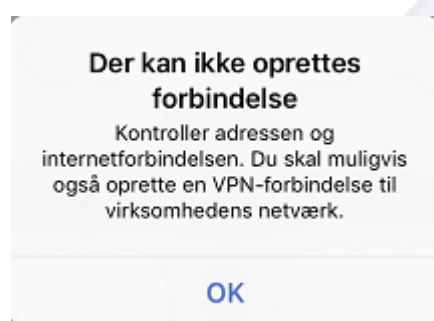 Der kan ikke oprettes
forbindelse
Kontroller adressen og
internetforbindelsen. Du skal muligvis
også oprette en VPN-forbindelse til
virksomhedens netværk.
OK